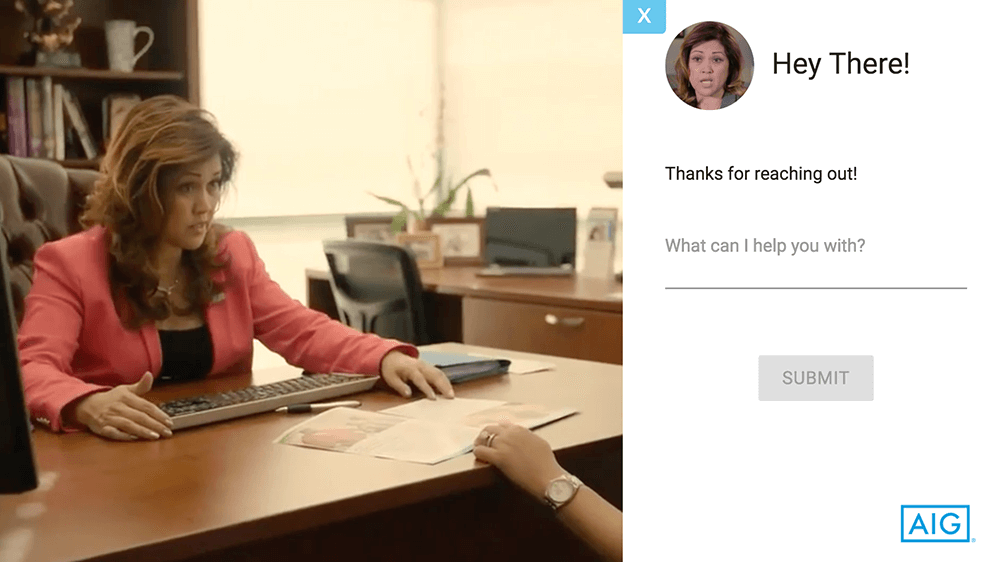 X
Hey There!
Thanks for reaching out!
What can I help you with?
SUBMIT
AIG